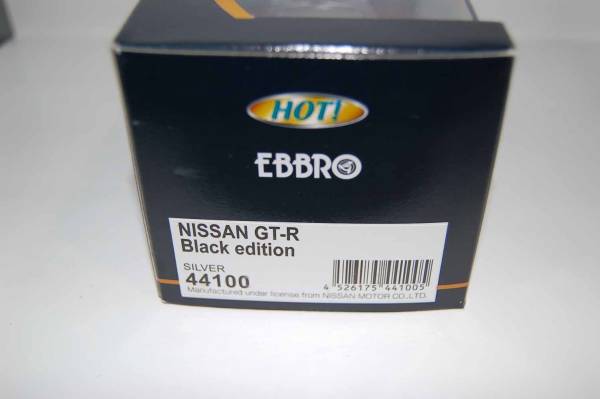 HOT!
EBBRO
NISSAN GT-R
Black edition
SILVER
44100
4 526175 441005
Manufactured under license from NISSAN MOTOR CO.,LTD.